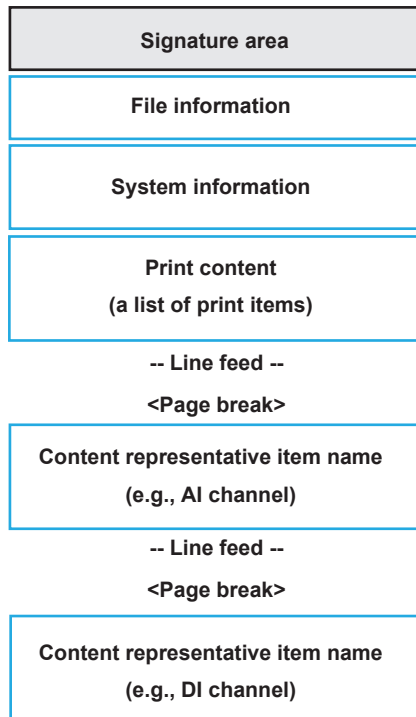 Signature area
File information
System information
Print content
(a list of print items)
-- Line feed --
<Page break>
Content representative item name
(e.g., AI channel)
-- Line feed --
<Page break>
Content representative item name
(e.g., DI channel)